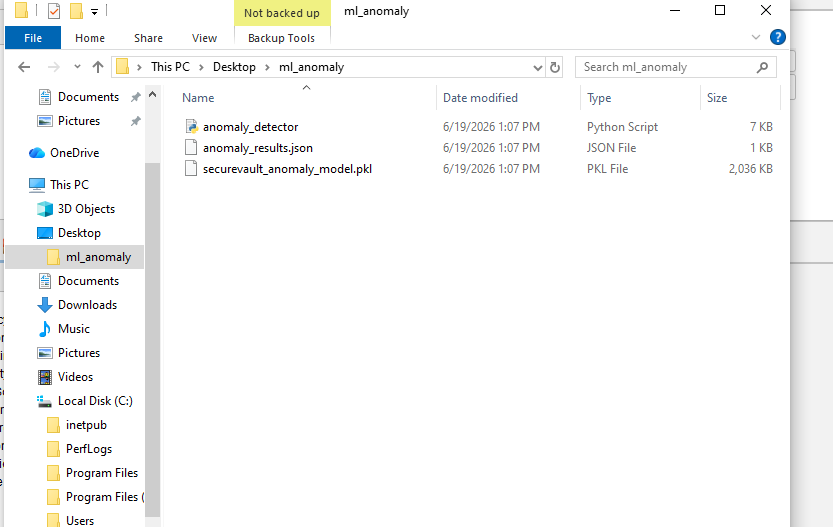 Not backed up
ml_anomaly
File
Home
Share
View
Backup Tools
This PC
Desktop
ml_anomaly
Search ml_anomaly
Documents
Pictures
OneDrive
This PC
3D Objects
Desktop
ml_anomaly
Documents
Downloads
Music
Pictures
Videos
Local Disk (C:)
inetpub
PerfLogs
Program Files
Program Files (
Users
Name
Date modified
Type
Size
anomaly_detector
6/19/2026 1:07 PM
Python Script
7 KB
anomaly_results.json
6/19/2026 1:07 PM
JSON File
1 KB
securevault_anomaly_model.pkl
6/19/2026 1:07 PM
PKL File
2,036 KB